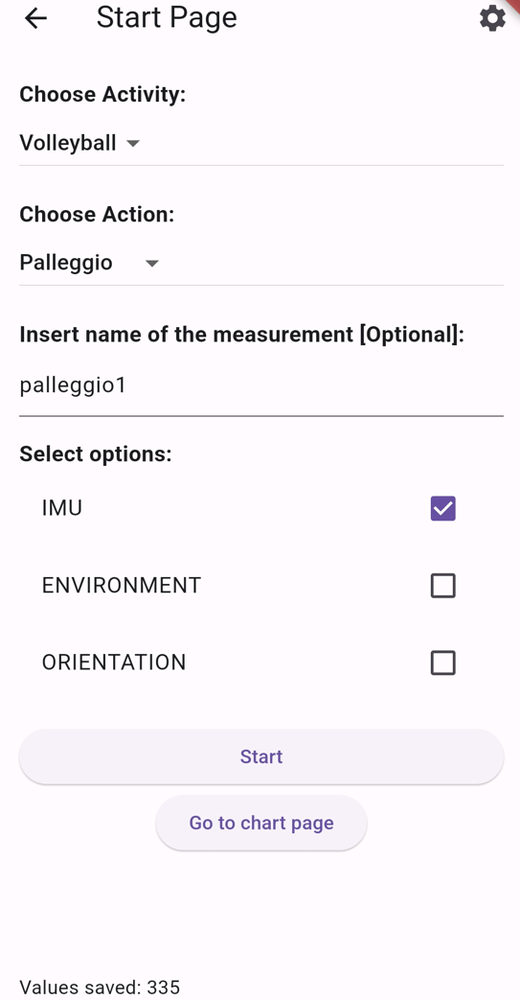 Start Page
Choose Activity:
Volleyball
Choose Action:
Palleggio
Insert name of the measurement [Optional]:
palleggio1
Select options:
IMU
ENVIRONMENT
ORIENTATION
Start
Go to chart page
Values saved: 335